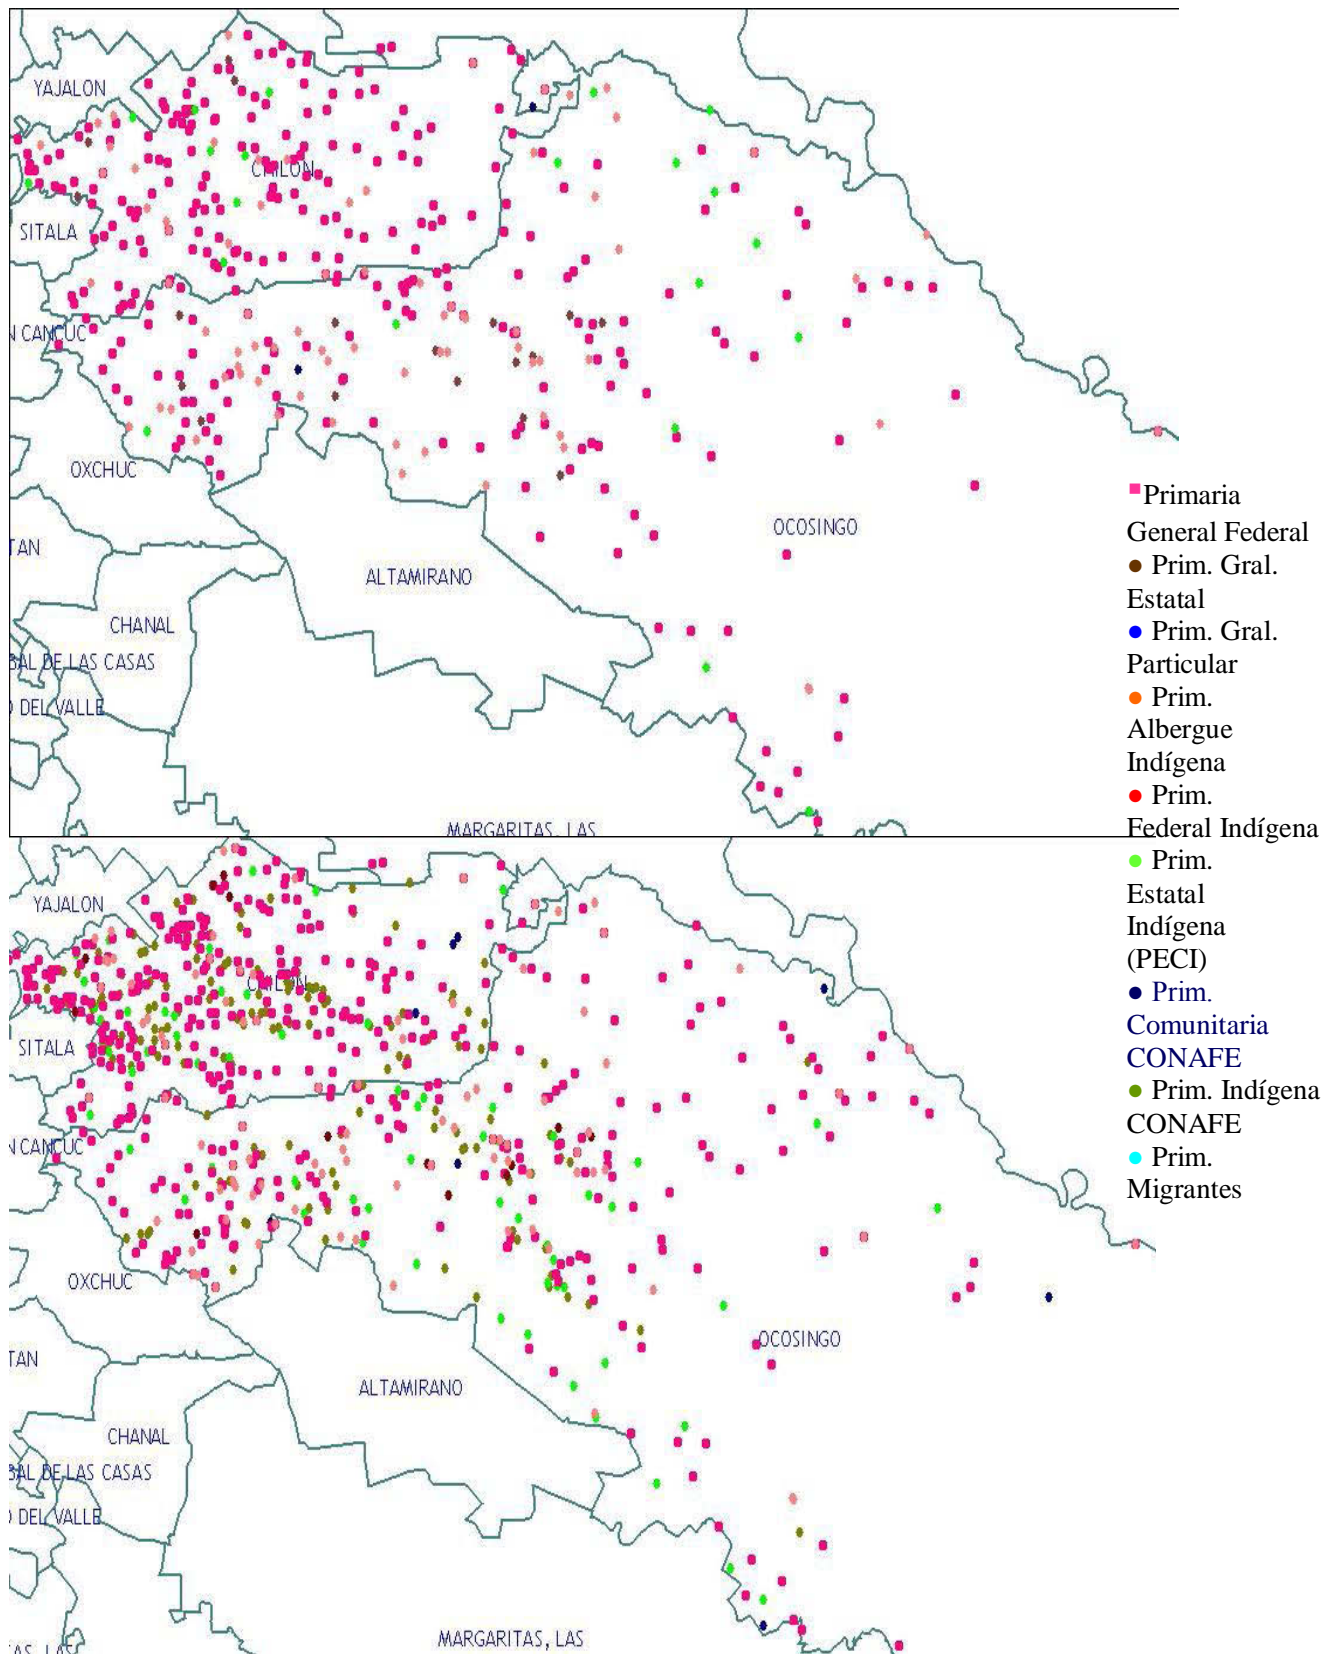 YAJALON
CHILON
SITALA
N CANCUC
OXCHUC
TAN
OCOSINGO
ALTAMIRANO
CHANAL
BAL DE LAS CASAS
O DEL VALLE
MARGARITAS, LAS
YAJALON
CHILON
SITALA
N CANCUC
OXCHUC
TAN
OCOSINGO
ALTAMIRANO
CHANAL
BAL DE LAS CASAS
O DEL VALLE
MARGARITAS, LAS
AS, LAS
Primaria
General Federal
Prim. Gral.
Estatal
Prim. Gral.
Particular
Prim.
Albergue
Indígena
Prim.
Federal Indígena
Prim.
Estatal
Indígena
(PECI)
Prim.
Comunitaria
CONAFE
Prim. Indígena
CONAFE
Prim.
Migrantes